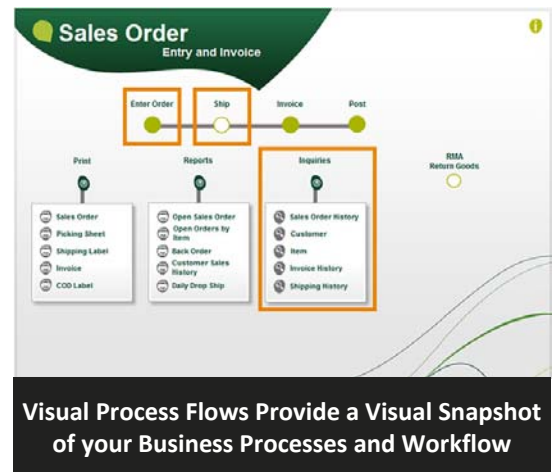 Sales Order
Entry and Invoice
Enter Order
Ship
Invoice
Post
Print
Reports
Inquiries
RMA
Return Goods
Sales Order
Picking Sheet
Shipping Label
Invoice
COD Label
Open Sales Order
Open Orders by
Item
Back Order
Customer Sales
History
Daily Drop Ship
Sales Order History
Customer
Item
Invoice History
Shipping History
Visual Process Flows Provide a Visual Snapshot
of your Business Processes and Workflow